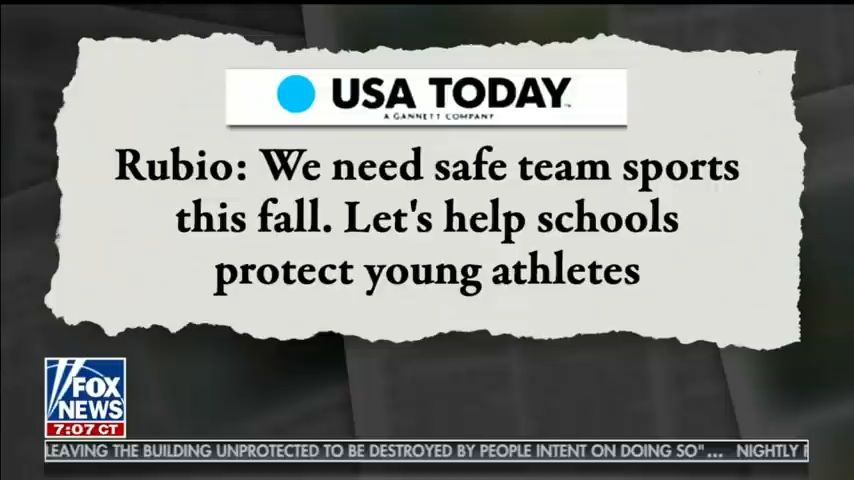 USA TODAY
A GANNETT COMPANY
Rubio: We need safe team sports
this fall. Let's help schools
protect young athletes
FOX
NEWS
7:07 CT
LEAVING THE BUILDING UNPROTECTED TO BE DESTROYED BY PEOPLE INTENT ON DOING SO"... NIGHTLY